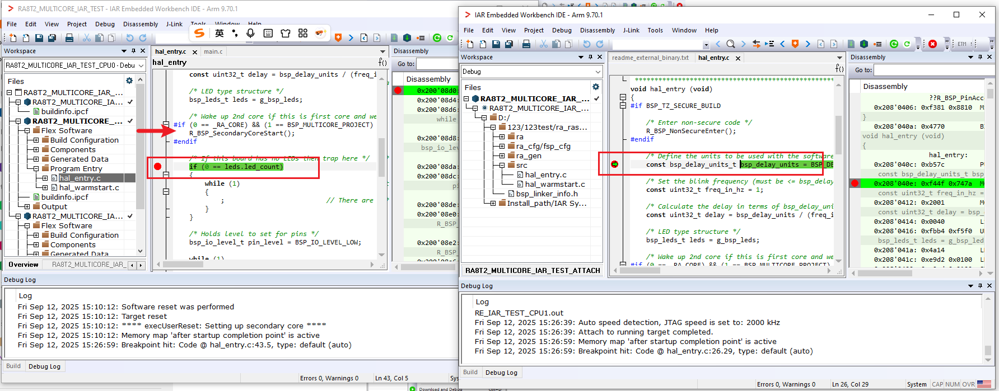 RA8T2_MULTICORE_IAR_TEST - IAR Embedded Workbench IDE - Arm 9.70.1
File Edit View Project Debug Disassembly J-Link Tools Window Help
英
Workspace
RA8T2_MULTICORE_IAR_TEST_CPU0 - Debu
Files
RA8T2_MULTICORE_IAR_...
RA8T2_MULTICORE_IA...
buildinfo.ipcf
RA8T2_MULTICORE_...
Flex Software
Build Configuration
Components
Generated Data
Program Entry
hal_entry.c
hal_warmstart.c
buildinfo.ipcf
Output
RA8T2_MULTICORE_IA...
Flex Software
Build Configuration
Components
Generated Data
Overview RA8T2_MULTICORE_IAR_
hal_entry.c main.c
hal_entry
f()
const uint32_t delay = bsp_delay_units / (freq_i
/* LED type structure */
bsp_leds_t leds = g_bsp_leds;
/* Wake up 2nd core if this is first core and we
#if (0 == _RA_CORE) && (1 == BSP_MULTICORE_PROJECT)
R_BSP_SecondaryCoreStart();
#endif
/* If this board has no LEDs then trap here */
if (0 == leds.led_count)
{
while (1)
{
; // There are
}
}
/* Holds level to set for pins */
bsp_io_level_t pin_level = BSP_IO_LEVEL_LOW;
while (1)
Disassembly
Go to:
Disassembly
0x200'08d0:
0x200'08d4:
0x200'08d6:
while
0x200'08d8:
bsp_io_lev
0x200'08da:
0x200'08dc:
pi
0x200'08de:
0x200'08e0:
R_BSP_
0x200'08e2:
R_BSP_
Debug Log
Log
Fri Sep 12, 2025 15:10:12: Software reset was performed
Fri Sep 12, 2025 15:10:12: Target reset
Fri Sep 12, 2025 15:10:12: **** execUserReset: Setting up secondary core ****
Fri Sep 12, 2025 15:10:12: Memory map 'after startup completion point' is active
Fri Sep 12, 2025 15:26:59: Breakpoint hit: Code @ hal_entry.c:43.5, type: default (auto)
Build Debug Log
Errors 0, Warnings 0 Ln 43, Col 5 Sys
Download and Debug Ctrl+D
IAR Embedded Workbench IDE - Arm 9.70.1
File Edit View Project Debug Disassembly J-Link Tools Window Help
ETM
Workspace
Debug
Files
RA8T2_MULTICORE_IAR_...
RA8T2_MULTICORE_IAR_...
D:/
123/123test/ra_ras...
ra
ra_cfg/fsp_cfg
ra_gen
src
hal_entry.c
hal_warmstart.c
bsp_linker_info.h
Install_path/IAR Sy...
RA8T2_MULTICORE_IAR_TEST_ATTACH
readme_external_binary.txt hal_entry.c
f()
void hal_entry (void)
{
#if BSP_TZ_SECURE_BUILD
/* Enter non-secure code */
R_BSP_NonSecureEnter();
#endif
/* Define the units to be used with the software
const bsp_delay_units_t bsp_delay_units = BSP_DE
/* Set the blink frequency (must be <= bsp_delay
const uint32_t freq_in_hz = 1;
/* Calculate the delay in terms of bsp_delay_uni
const uint32_t delay = bsp_delay_units / (freq_i
/* LED type structure */
bsp_leds_t leds = g_bsp_leds;
/* Wake up 2nd core if this is first core and we
#if (0 == _RA_CORE) && (1 == BSP_MULTICORE_PROJECT)
Disassembly
Go to:
Disassembly
??R_BSP_PinAcc
0x208'0406: 0xf381 0x8810 M
}
0x208'040a: 0x4770 B
void hal_entry (void)
{
hal_entry:
0x208'040c: 0xb57c P
const bsp_delay_units_t bsp_
0x208'040e: 0xf44f 0x747a M
const uint32_t freq_in_hz =
0x208'0412: 0x2001 M
const uint32_t delay = bsp_
0x208'0414: 0x0040 L
0x208'0416: 0xfbb4 0xf5f0 U
bsp_leds_t leds = g_bsp_led
0x208'041a: 0x4a14 L
0x208'041c: 0xe9d2 0x0100 L
Debug Log
Log
RE_IAR_TEST_CPU1.out
Fri Sep 12, 2025 15:26:39: Auto speed detection, JTAG speed is set to: 2000 kHz
Fri Sep 12, 2025 15:26:39: Attach to running target completed.
Fri Sep 12, 2025 15:26:59: Memory map 'after startup completion point' is active
Fri Sep 12, 2025 15:26:59: Breakpoint hit: Code @ hal_entry.c:26.29, type: default (auto)
Build Debug Log
Errors 0, Warnings 0 Ln 26, Col 29 System CAP NUM OVR